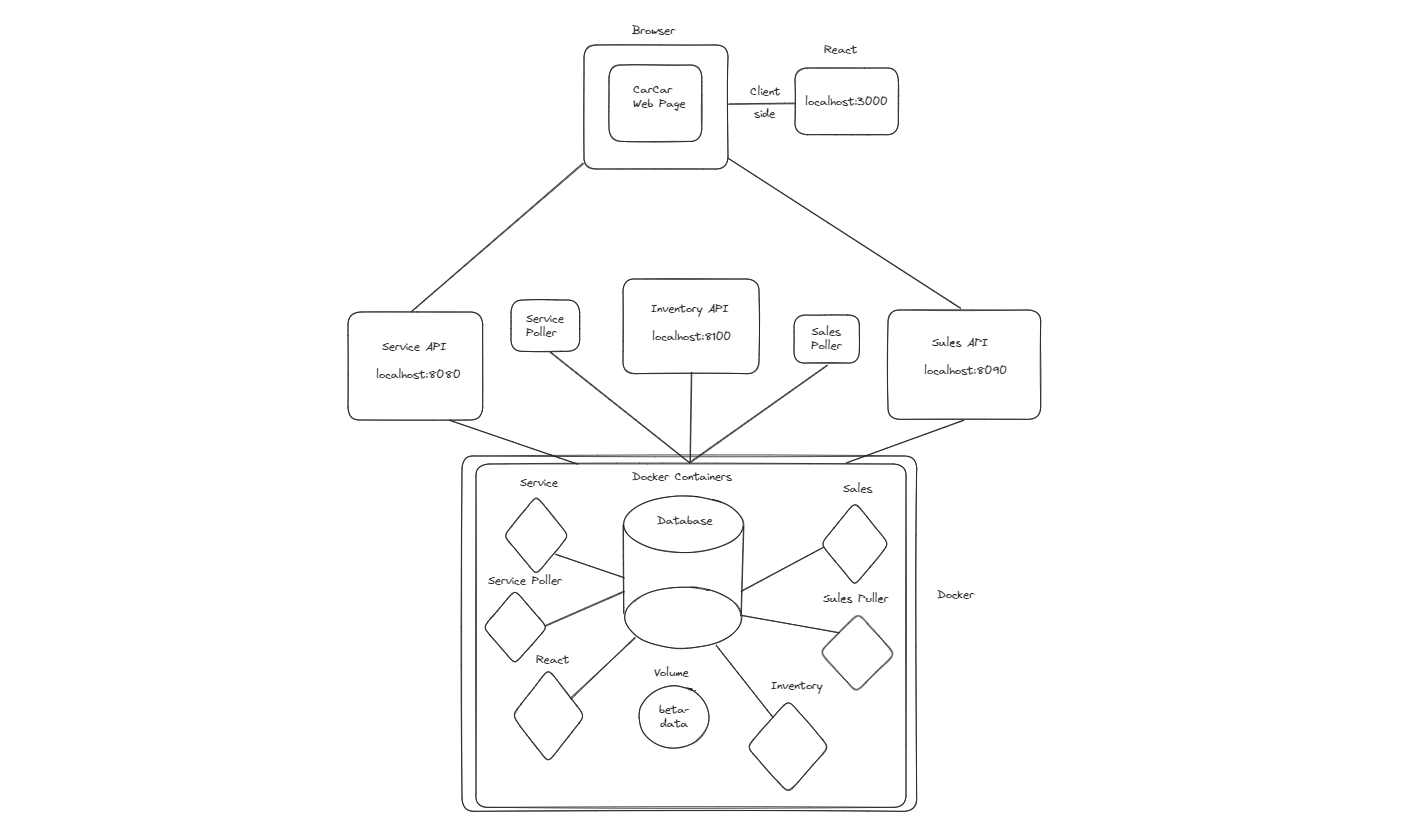 Browser
React
CarCar
Web Page
Client
side
localhost:3000
Service API
localhost:8080
Service
Poller
Inventory API
localhost:8100
Sales
Poller
Sales API
localhost:8090
Docker Containers
Service
Database
Sales
Service Poller
Docker
Sales Poller
React
Volume
Inventory
beta-
data